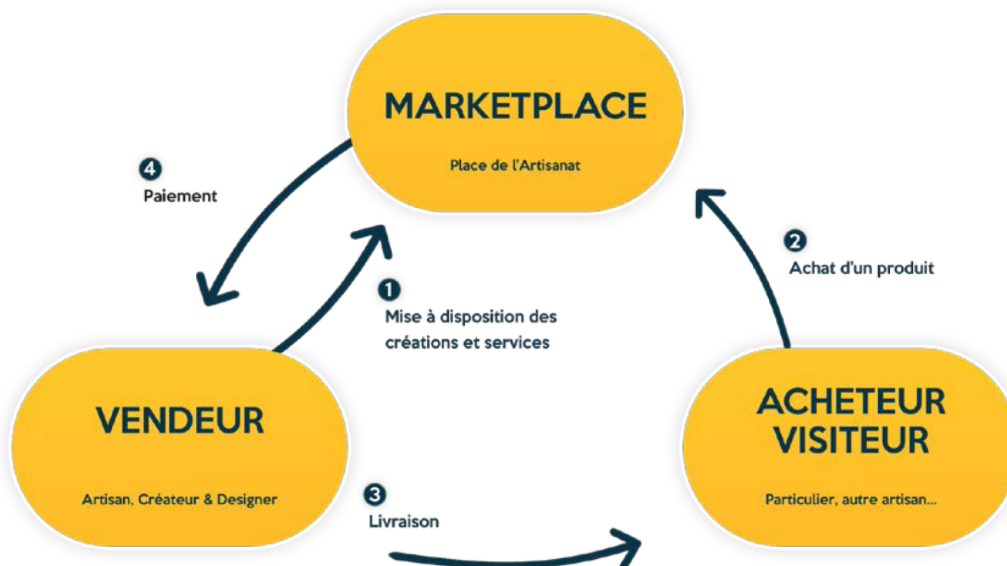 MARKETPLACE
Place de l'Artisanat
4
Paiement
2
Achat d'un produit
1
Mise à disposition des
créations et services
VENDEUR
Artisan, Créateur & Designer
ACHETEUR
VISITEUR
Particulier, autre artisan...
3
Livraison